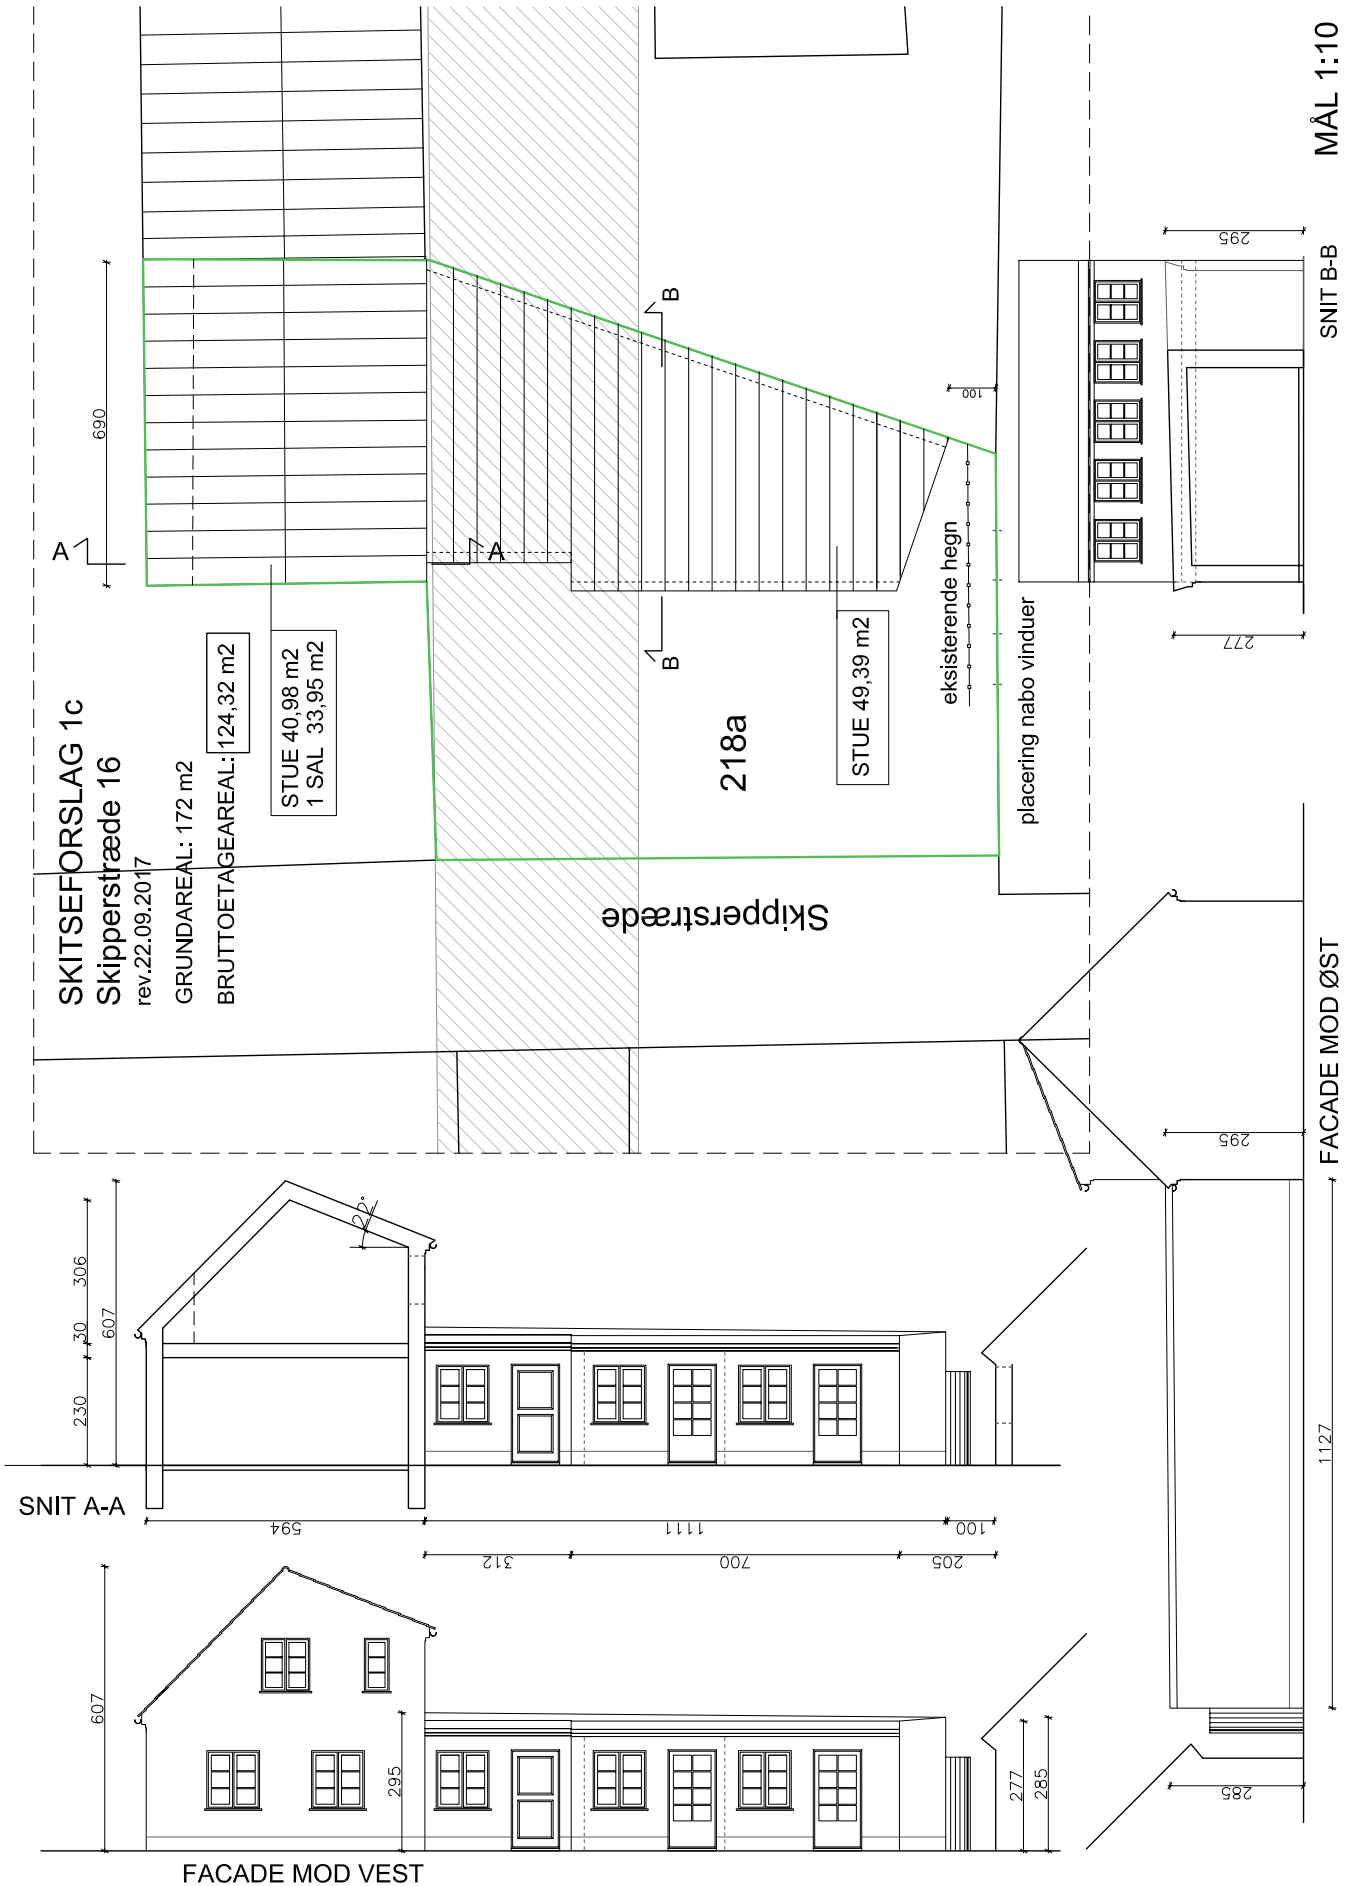 SKITSEFORSLAG 1c
Skipperstræde 16
rev.22.09.2017
GRUNDAREAL: 172 m2
BRUTTOETAGEAREAL: 124,32 m2
STUE 40,98 m2
1 SAL 33,95 m2
690
A
A
B
B
100
218a
STUE 49,39 m2
eksisterende hegn
placering nabo vinduer
Skipperstræde
MÅL 1:10
295
277
SNIT B-B
295
FACADE MOD ØST
1127
285
306
30
607
230
22°
SNIT A-A
594
1111
100
312
700
205
607
295
277
285
FACADE MOD VEST